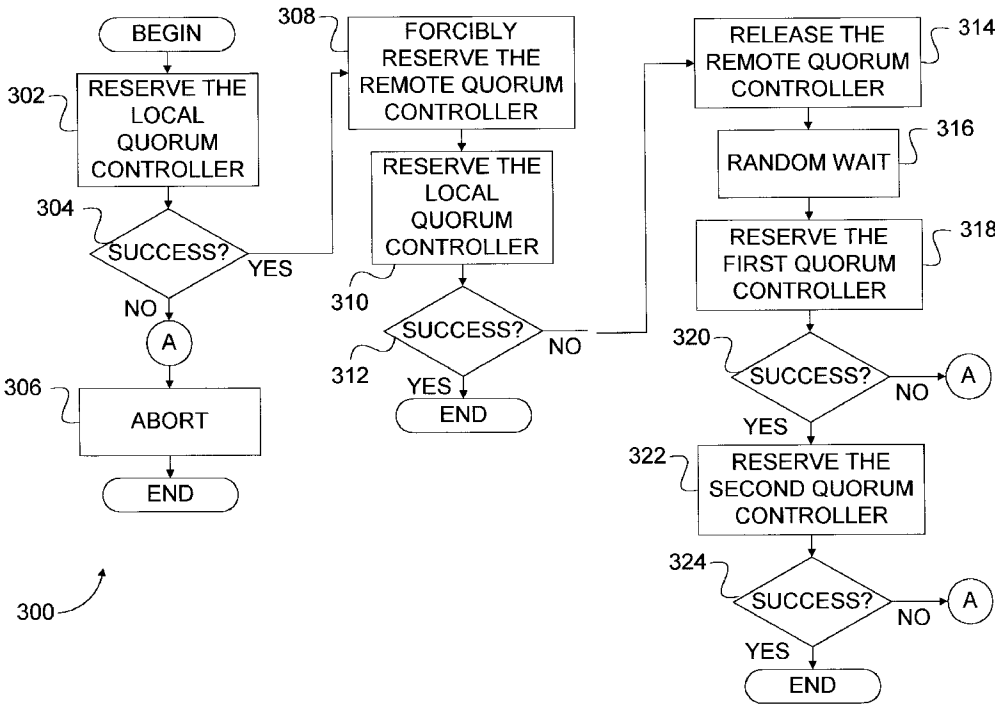 BEGIN
302
RESERVE THE
LOCAL
QUORUM
CONTROLLER
304
SUCCESS?
YES
NO
A
306
ABORT
END
300
308
FORCIBLY
RESERVE THE
REMOTE QUORUM
CONTROLLER
RESERVE THE
LOCAL
QUORUM
CONTROLLER
310
SUCCESS?
312
NO
YES
END
RELEASE THE
REMOTE QUORUM
CONTROLLER
314
RANDOM WAIT
316
RESERVE THE
FIRST QUORUM
CONTROLLER
318
320
SUCCESS?
NO
A
YES
322
RESERVE THE
SECOND QUORUM
CONTROLLER
324
SUCCESS?
NO
A
YES
END